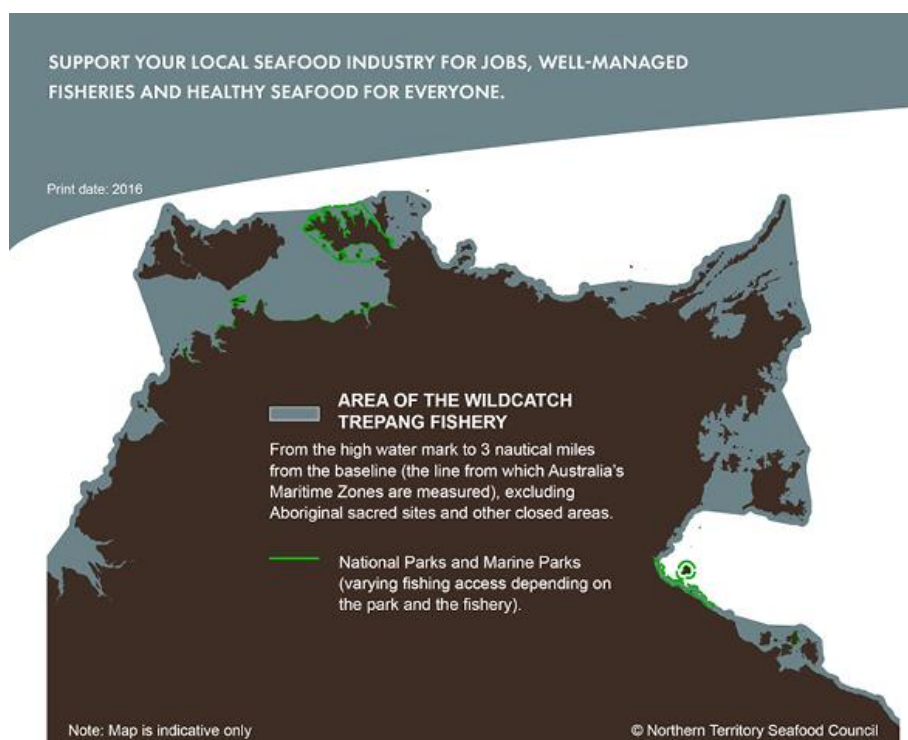 SUPPORT YOUR LOCAL SEAFOOD INDUSTRY FOR JOBS, WELL-MANAGED
FISHERIES AND HEALTHY SEAFOOD FOR EVERYONE.
Print date: 2016
AREA OF THE WILDCATCH
TREPANG FISHERY
From the high water mark to 3 nautical miles
from the baseline (the line from which Australia's
Maritime Zones are measured), excluding
Aboriginal sacred sites and other closed areas.
National Parks and Marine Parks
(varying fishing access depending on
the park and the fishery).
Note: Map is indicative only
© Northern Territory Seafood Council